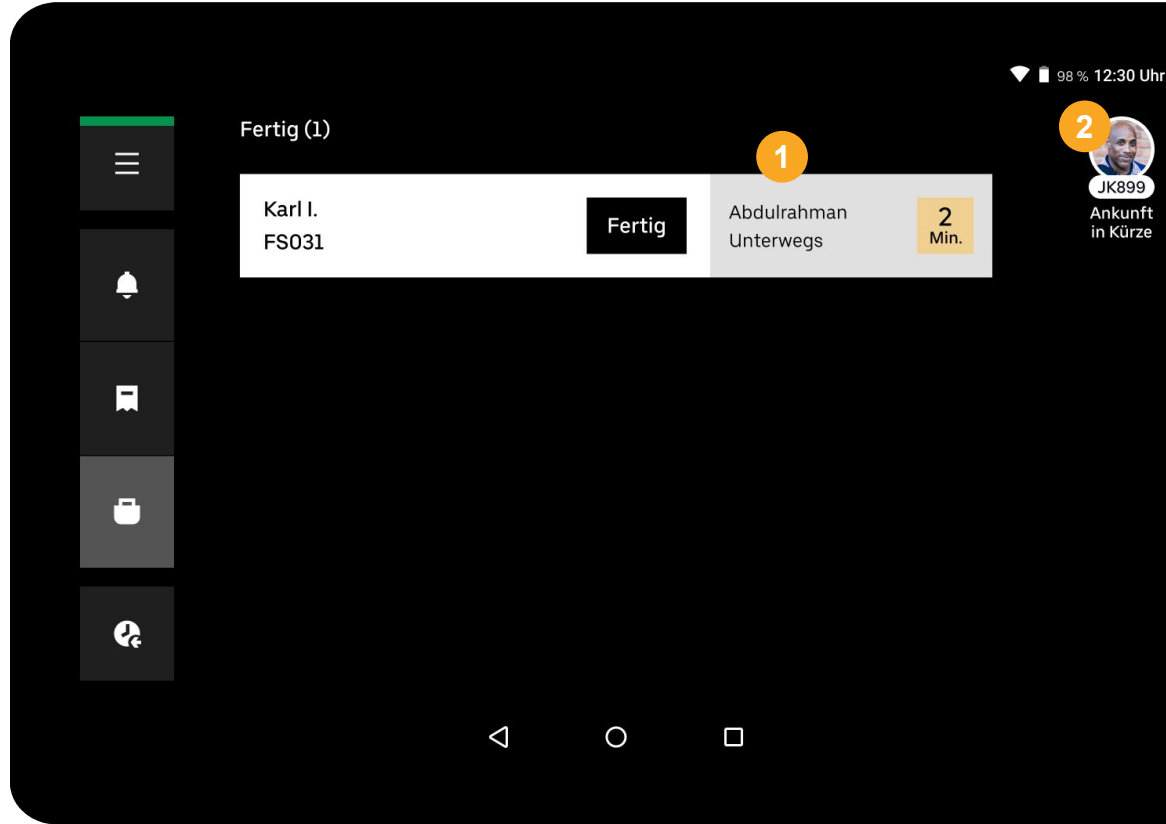 98 % 12:30 Uhr
Fertig (1)
1
2
JK899
Ankunft
in Kürze
Karl I.
FS031
Fertig
Abdulrahman
Unterwegs
2
Min.